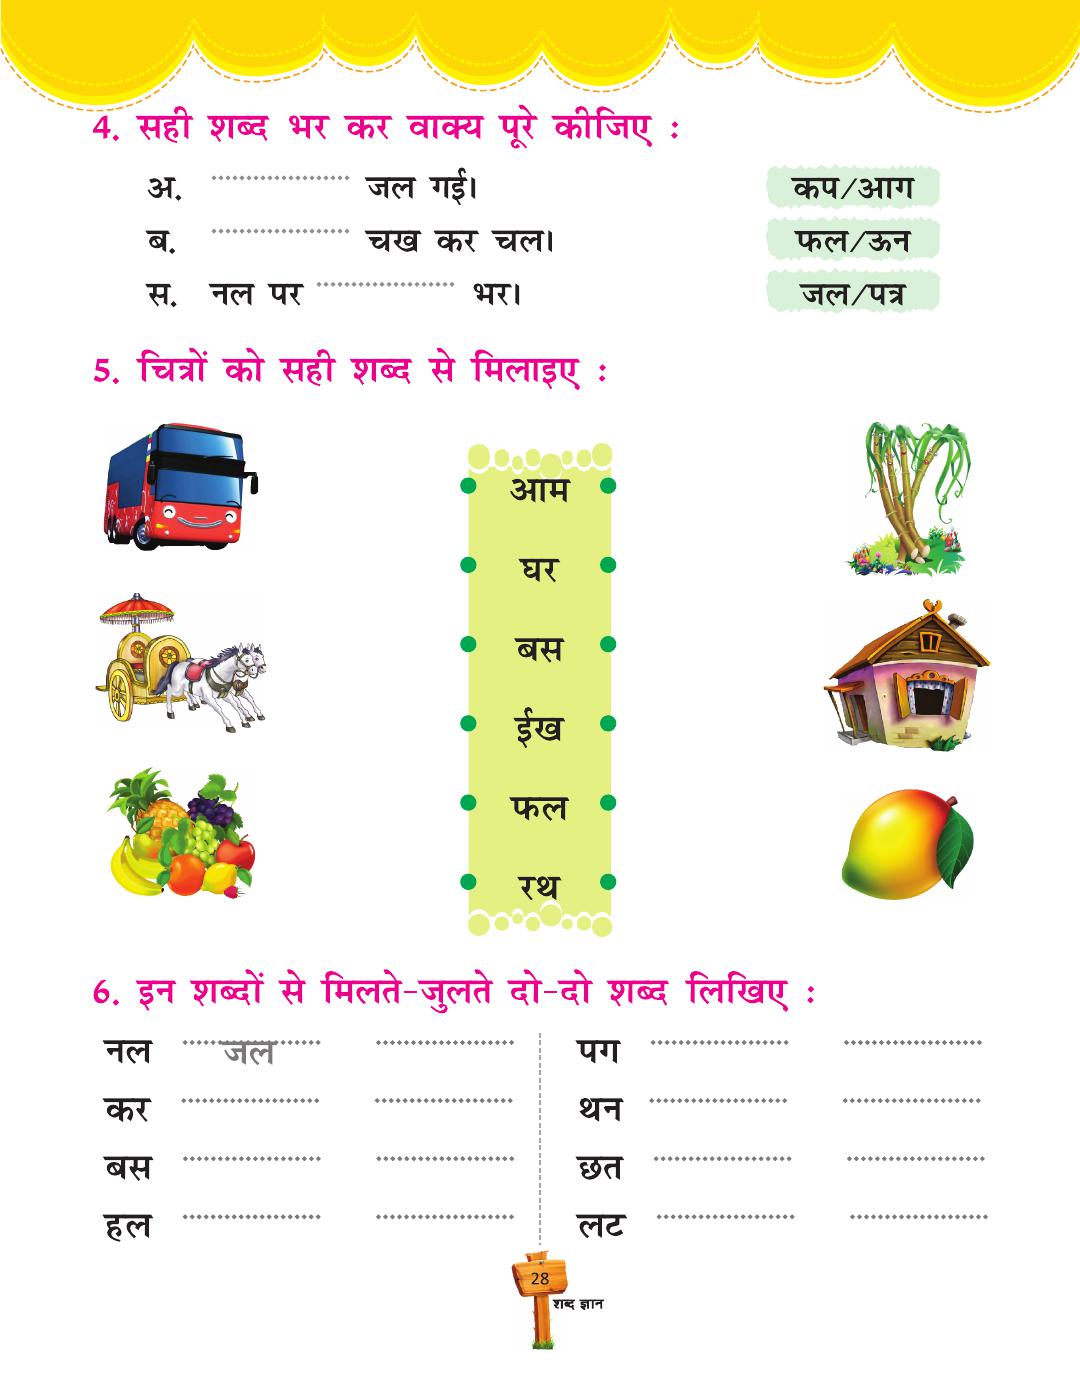 4. सही शब्द भर कर वाक्य पूरे कीजिए :
अ. ........................ जल गई। कप/आग
ब. ........................ चख कर चल। फल/ऊन
स. नल पर ........................ भर। जल/पत्र
5. चित्रों को सही शब्द से मिलाइए :
आम
घर
बस
ईख
फल
रथ
6. इन शब्दों से मिलते-जुलते दो-दो शब्द लिखिए :
नल जल ........................ पग ........................ ........................
कर ........................ ........................ थन ........................ ........................
बस ........................ ........................ छत ........................ ........................
हल ........................ ........................ लट ........................ ........................
28
शब्द ज्ञान